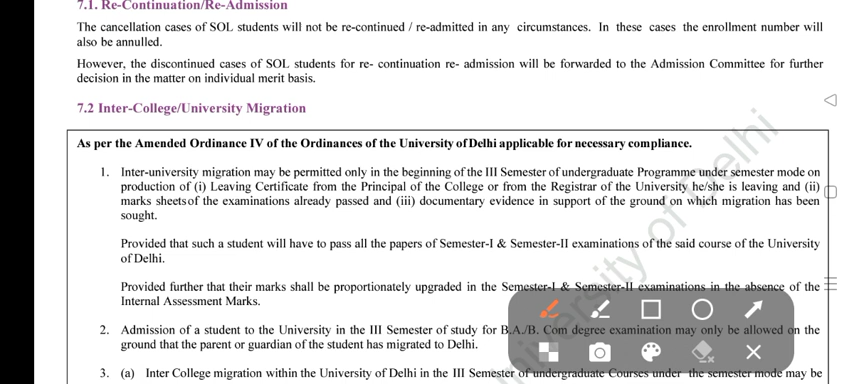 7.1. Re-Continuation/Re-Admission
The cancellation cases of SOL students will not be re-continued / re-admitted in any circumstances. In these cases the enrollment number will
also be annulled.
However, the discontinued cases of SOL students for re- continuation re- admission will be forwarded to the Admission Committee for further
decision in the matter on individual merit basis.
7.2 Inter-College/University Migration
As per the Amended Ordinance IV of the Ordinances of the University of Delhi applicable for necessary compliance.
1. Inter-university migration may be permitted only in the beginning of the III Semester of undergraduate Programme under semester mode on
production of (i) Leaving Certificate from the Principal of the College or from the Registrar of the University he/she is leaving and (ii)
marks sheets of the examinations already passed and (iii) documentary evidence in support of the ground on which migration has been
sought.
Provided that such a student will have to pass all the papers of Semester-I & Semester-II examinations of the said course of the University
of Delhi.
Provided further that their marks shall be proportionately upgraded in the Semester-I & Semester-II examinations in the absence of the
Internal Assessment Marks.
2. Admission of a student to the University in the III Semester of study for B.A./B. Com degree examination may only be allowed on the
ground that the parent or guardian of the student has migrated to Delhi.
3. (a) Inter College migration within the University of Delhi in the III Semester of undergraduate Courses under the semester mode may be
University of Delhi